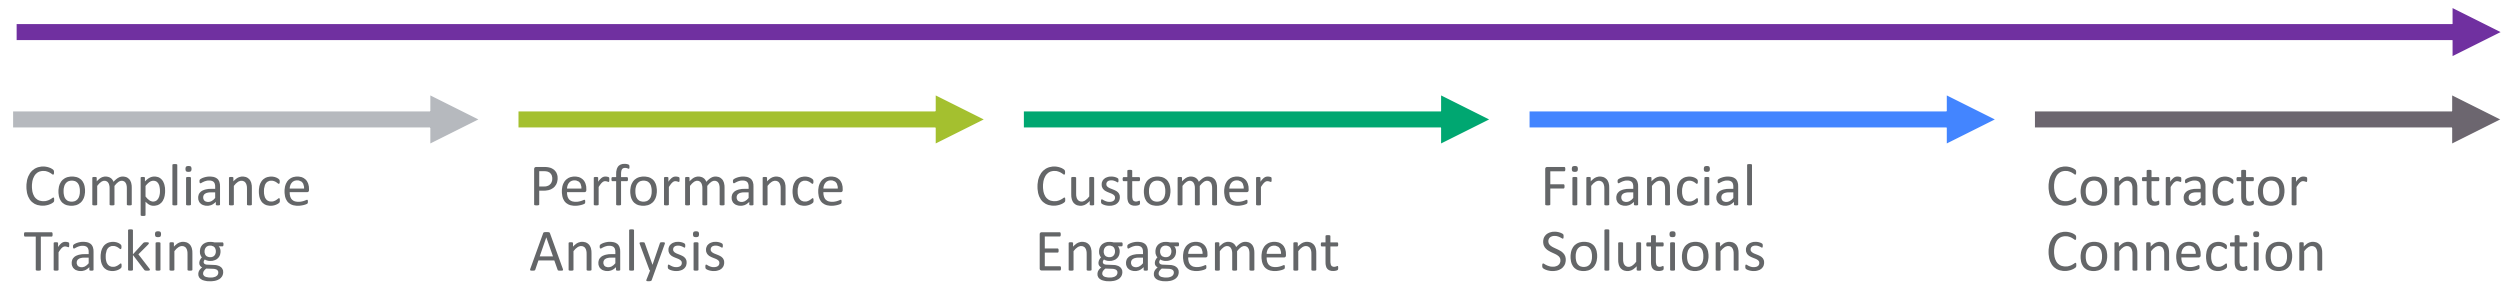 Compliance
Tracking
Performance
Analysis
Customer
Engagement
Financial
Solutions
Contractor
Connection